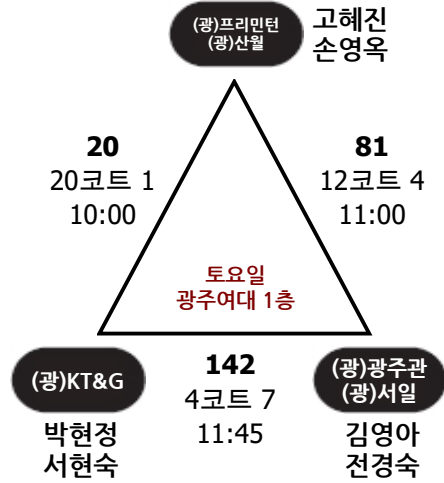 (광)프리민턴
(광)산월
고혜진
손영옥
20
20코트 1
10:00
81
12코트 4
11:00
토요일
광주여대 1층
(광)KT&G
박현정
서현숙
142
4코트 7
11:45
(광)광주관
(광)서일
김영아
전경숙